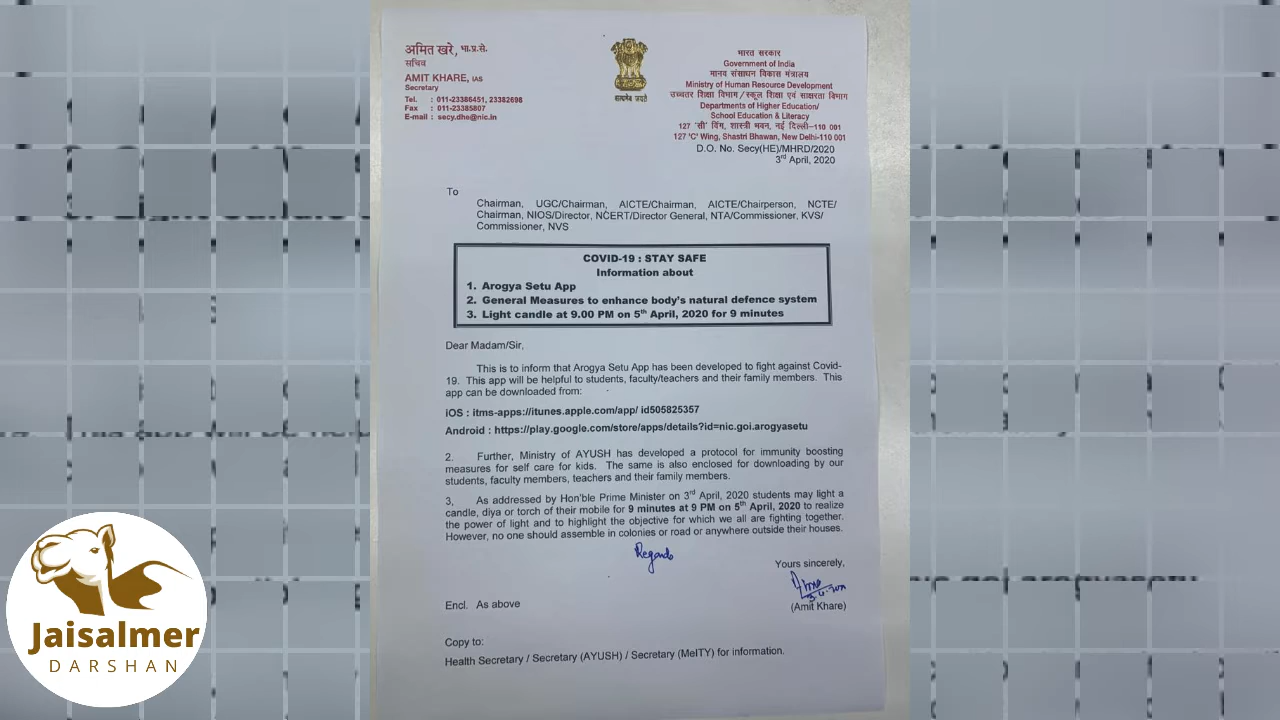 अमित खरे, भा.प्र.से.
सचिव
AMIT KHARE, IAS
Secretary
Tel. : 011-23386451, 23382698
Fax : 011-23385807
E-mail : secy.dhe@nic.in
सत्यमेव जयते
भारत सरकार
Government of India
मानव संसाधन विकास मंत्रालय
Ministry of Human Resource Development
उच्चतर शिक्षा विभाग/स्कूल शिक्षा एवं साक्षरता विभाग
Departments of Higher Education/
School Education & Literacy
127 'सी' विंग, शास्त्री भवन, नई दिल्ली-110 001
127 'C' Wing, Shastri Bhawan, New Delhi-110 001
D.O. No. Secy(HE)/MHRD/2020
3rd April, 2020
To
Chairman, UGC/Chairman, AICTE/Chairman, AICTE/Chairperson, NCTE/
Chairman, NIOS/Director, NCERT/Director General, NTA/Commissioner, KVS/
Commissioner, NVS
COVID-19 : STAY SAFE
Information about
1. Arogya Setu App
2. General Measures to enhance body's natural defence system
3. Light candle at 9.00 PM on 5th April, 2020 for 9 minutes
Dear Madam/Sir,
This is to inform that Arogya Setu App has been developed to fight against Covid-
19. This app will be helpful to students, faculty/teachers and their family members. This
app can be downloaded from:
iOS : itms-apps://itunes.apple.com/app/ id505825357
Android : https://play.google.com/store/apps/details?id=nic.goi.arogyasetu
2. Further, Ministry of AYUSH has developed a protocol for immunity boosting
measures for self care for kids. The same is also enclosed for downloading by our
students, faculty members, teachers and their family members.
3, As addressed by Hon'ble Prime Minister on 3rd April, 2020 students may light a
candle, diya or torch of their mobile for 9 minutes at 9 PM on 5th April, 2020 to realize
the power of light and to highlight the objective for which we all are fighting together.
However, no one should assemble in colonies or road or anywhere outside their houses.
Regards
Yours sincerely,
(Amit Khare)
Encl. As above
Copy to:
Health Secretary / Secretary (AYUSH) / Secretary (MeITY) for information.
Jaisalmer
DARSHAN